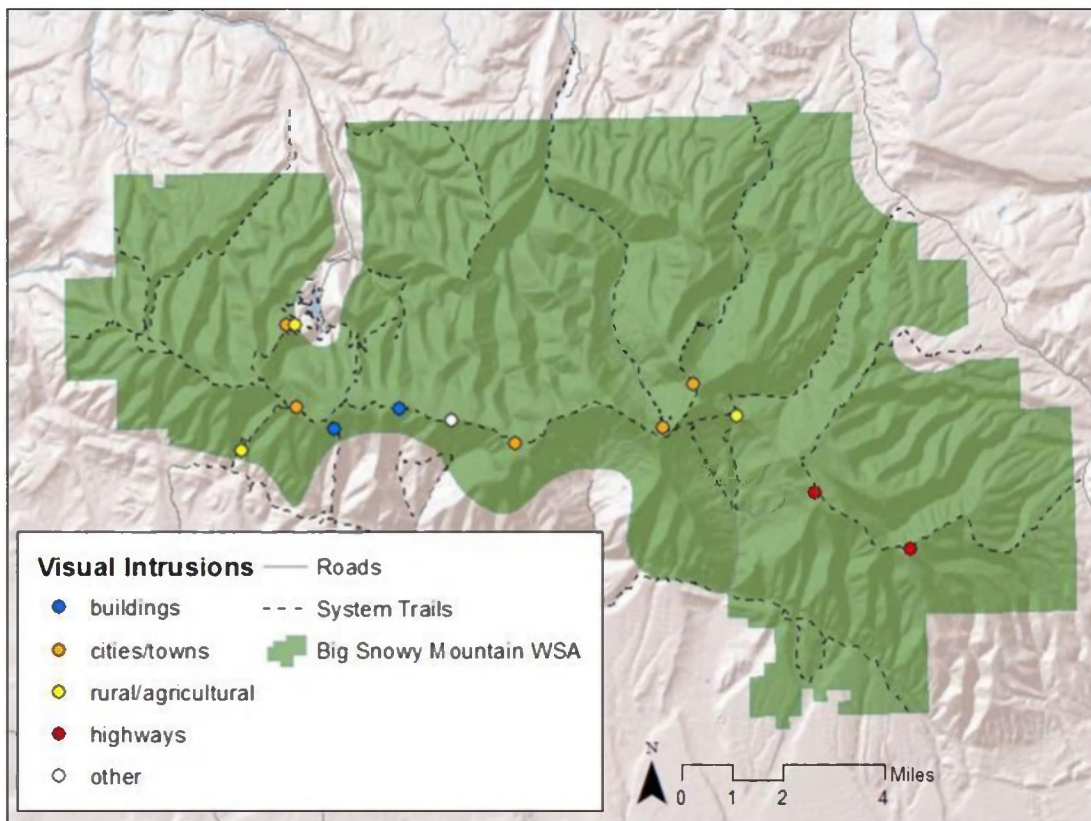 Visual Intrusions
buildings
cities/towns
rural/agricultural
highways
other
Roads
System Trails
Big Snowy Mountain WSA
N
Miles
0 1 2 4